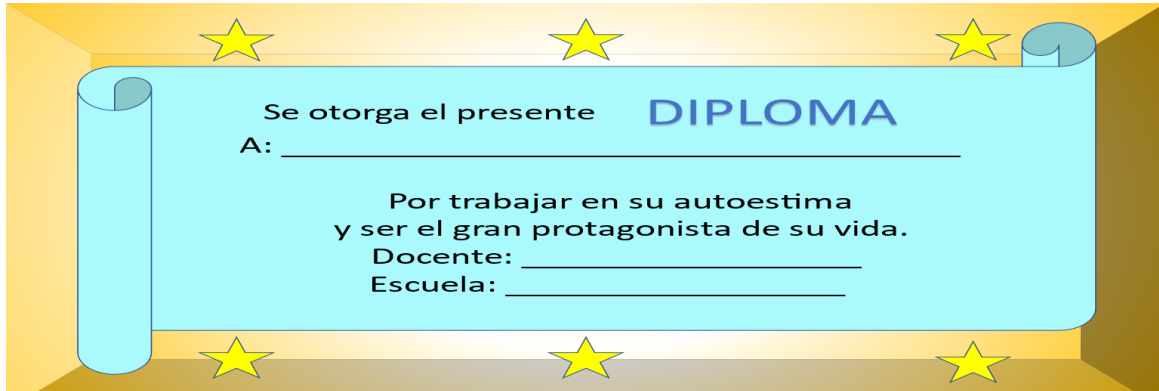 Se otorga el presente DIPLOMA
A: ___________________________________________
Por trabajar en su autoestima
y ser el gran protagonista de su vida.
Docente: ______________________
Escuela: ______________________